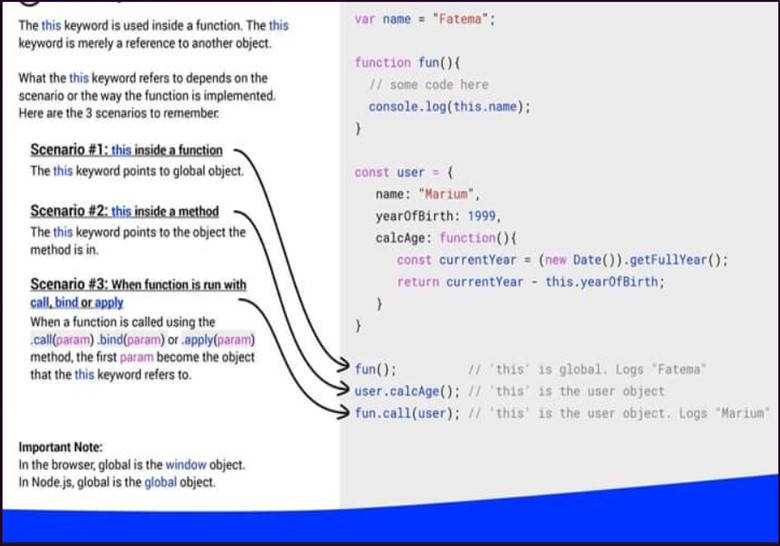 The this keyword is used inside a function. The this
keyword is merely a reference to another object.
What the this keyword refers to depends on the
scenario or the way the function is implemented.
Here are the 3 scenarios to remember.
Scenario #1: this inside a function
The this keyword points to global object.
Scenario #2: this inside a method
The this keyword points to the object the
method is in.
Scenario #3: When function is run with
call, bind or apply
When a function is called using the
.call(param) .bind(param) or .apply(param)
method, the first param become the object
that the this keyword refers to.
Important Note:
In the browser, global is the window object.
In Node.js, global is the global object.
var name = "Fatema";
function fun(){
// some code here
console.log(this.name);
}
const user = {
name: "Marium",
yearOfBirth: 1999,
calcAge: function(){
const currentYear = (new Date()).getFullYear();
return currentYear - this.yearOfBirth;
}
}
fun(); // 'this' is global. Logs "Fatema"
user.calcAge(); // 'this' is the user object
fun.call(user); // 'this' is the user object. Logs "Marium"